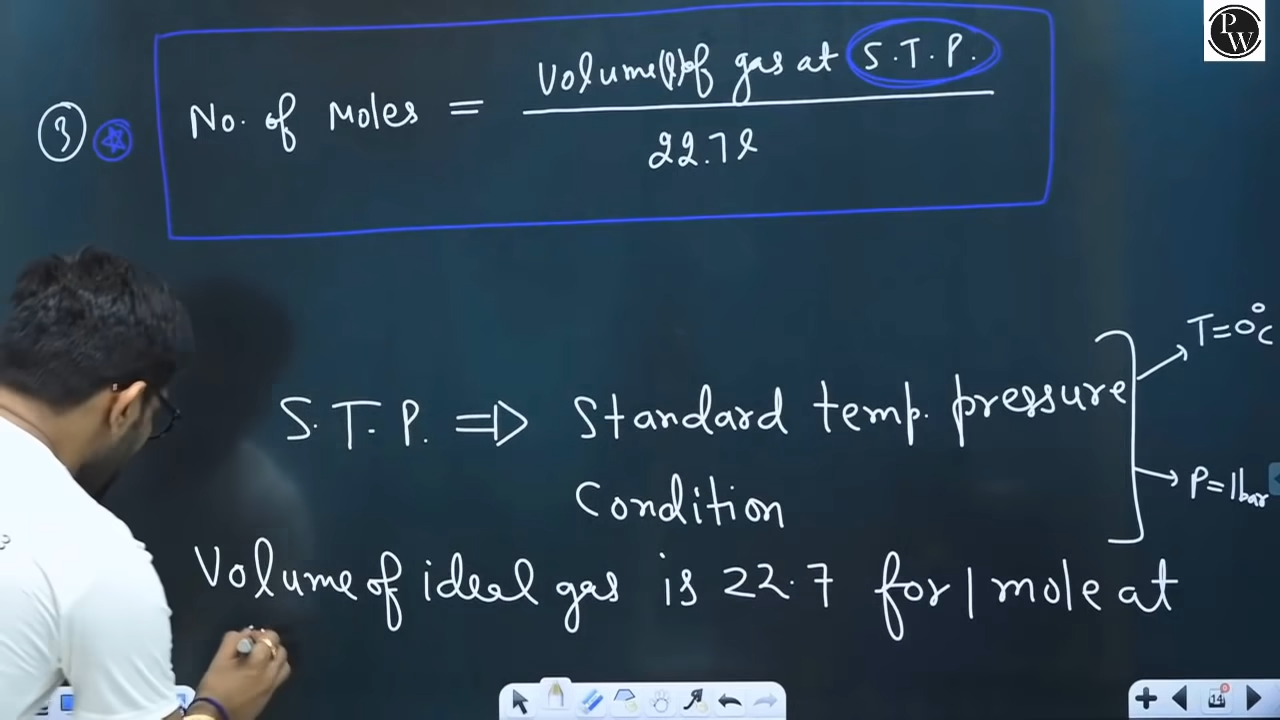 PW
③ No. of Moles = Volume(l)of gas at S.T.P.
22.7l
T=0°C
S.T.P. ⇒ Standard temp. pressure
Condition
P=1bar
Volume of ideal gas is 22.7 for 1 mole at
14